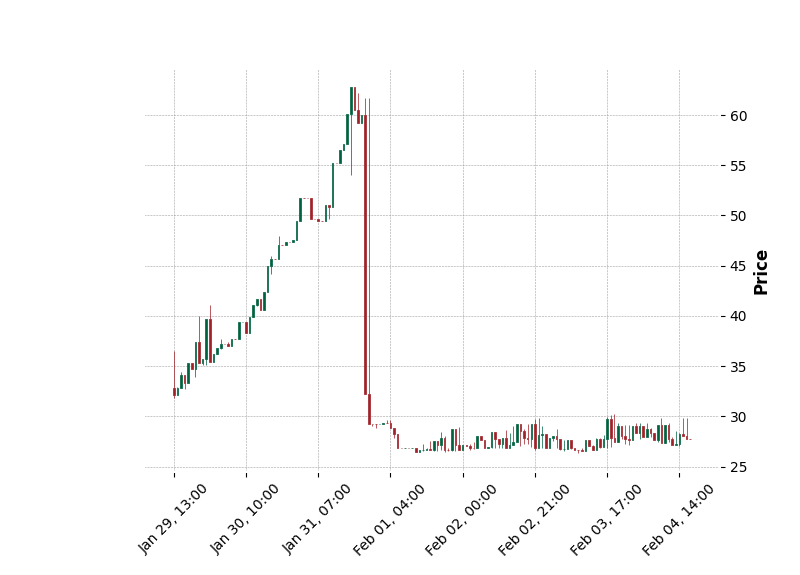 60
55
50
45
40
35
30
25
Price
Jan 29, 13:00
Jan 30, 10:00
Jan 31, 07:00
Feb 01, 04:00
Feb 02, 00:00
Feb 02, 21:00
Feb 03, 17:00
Feb 04, 14:00